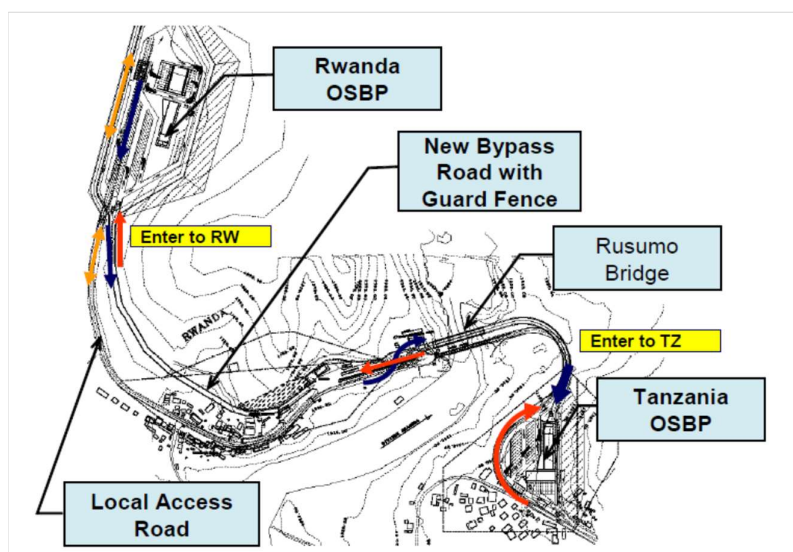 Rwanda
OSBP
New Bypass
Road with
Guard Fence
Enter to RW
Rusumo
Bridge
RWANDA
Enter to TZ
Tanzania
OSBP
Local Access
Road